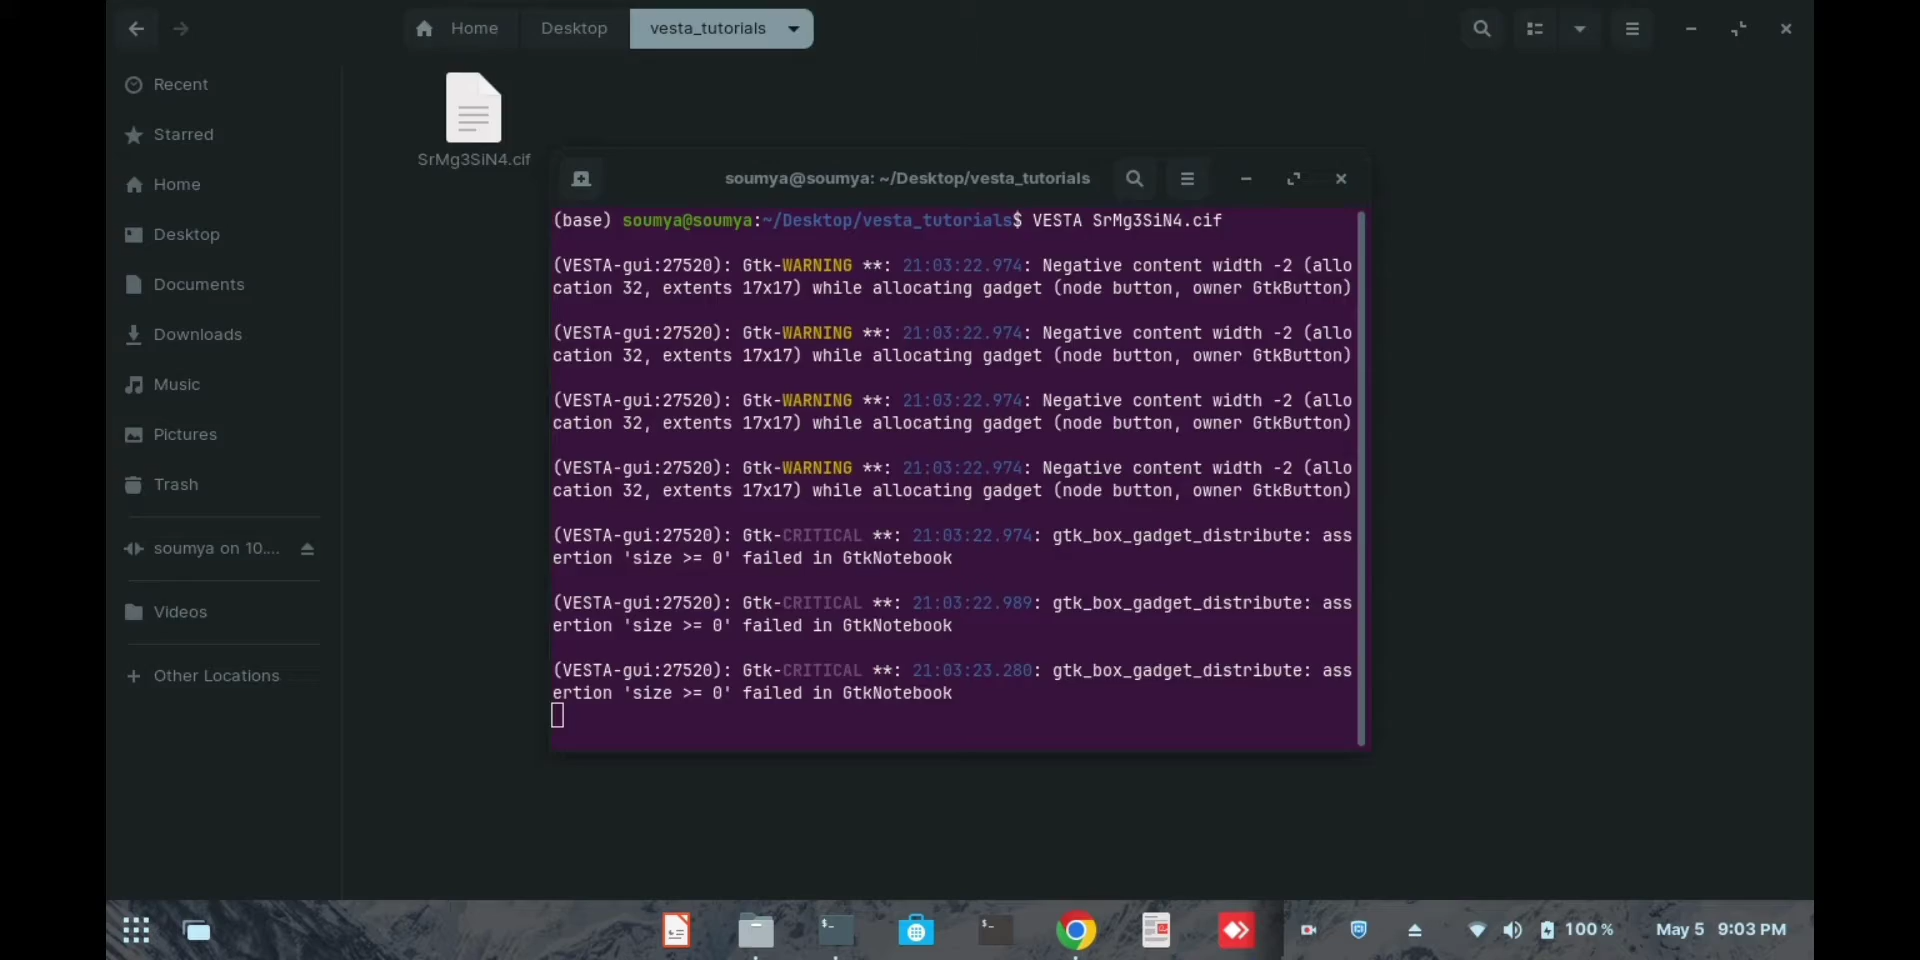 Home
Desktop
vesta_tutorials
Recent
Starred
Home
Desktop
Documents
Downloads
Music
Pictures
Trash
soumya on 10....
Videos
Other Locations
SrMg3SiN4.cif
soumya@soumya: ~/Desktop/vesta_tutorials
(base) soumya@soumya:~/Desktop/vesta_tutorials$ VESTA SrMg3SiN4.cif
(VESTA-gui:27520): Gtk-WARNING **: 21:03:22.974: Negative content width -2 (allo
cation 32, extents 17x17) while allocating gadget (node button, owner GtkButton)
(VESTA-gui:27520): Gtk-WARNING **: 21:03:22.974: Negative content width -2 (allo
cation 32, extents 17x17) while allocating gadget (node button, owner GtkButton)
(VESTA-gui:27520): Gtk-WARNING **: 21:03:22.974: Negative content width -2 (allo
cation 32, extents 17x17) while allocating gadget (node button, owner GtkButton)
(VESTA-gui:27520): Gtk-WARNING **: 21:03:22.974: Negative content width -2 (allo
cation 32, extents 17x17) while allocating gadget (node button, owner GtkButton)
(VESTA-gui:27520): Gtk-CRITICAL **: 21:03:22.974: gtk_box_gadget_distribute: ass
ertion 'size >= 0' failed in GtkNotebook
(VESTA-gui:27520): Gtk-CRITICAL **: 21:03:22.989: gtk_box_gadget_distribute: ass
ertion 'size >= 0' failed in GtkNotebook
(VESTA-gui:27520): Gtk-CRITICAL **: 21:03:23.280: gtk_box_gadget_distribute: ass
ertion 'size >= 0' failed in GtkNotebook
100 %
May 5 9:03 PM